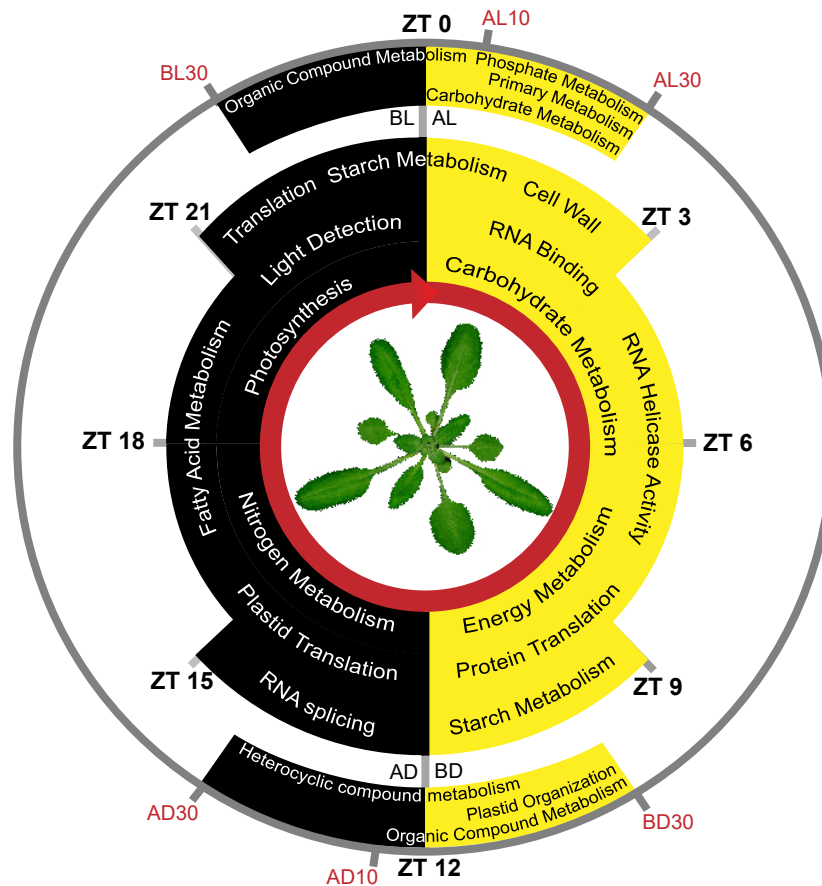 ZT 0
AL10
BL30
AL30
Organic Compound Metabolism
Phosphate Metabolism
Primary Metabolism
Carbohydrate Metabolism
BL
AL
Translation
Starch Metabolism
Cell Wall
ZT 21
ZT 3
Light Detection
RNA Binding
Photosynthesis
Carbohydrate Metabolism
Fatty Acid Metabolism
RNA Helicase Activity
ZT 18
ZT 6
Nitrogen Metabolism
Energy Metabolism
Plastid Translation
Protein Translation
ZT 15
ZT 9
RNA splicing
Starch Metabolism
AD
BD
Heterocyclic compound metabolism
Plastid Organization
Organic Compound Metabolism
AD30
BD30
AD10
ZT 12